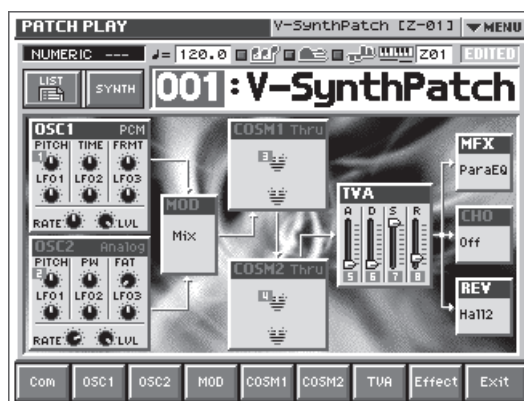 PATCH PLAY V-SynthPatch [Z-01] MENU
NUMERIC --- ♩= 120.0 Z01 EDITED
LIST SYNTH 001:V-SynthPatch
OSC1 PCM
PITCH TIME FRMT
1
LFO1 LFO2 LFO3
RATE LVL
OSC2 Analog
PITCH PW FAT
2
LFO1 LFO2 LFO3
RATE LVL
MOD
Mix
COSM1 Thru
3
COSM2 Thru
4
TVA
A D S R
5 6 7 8
MFX
ParaEQ
CHO
Off
REV
Hall2
Com OSC1 OSC2 MOD COSM1 COSM2 TVA Effect Exit